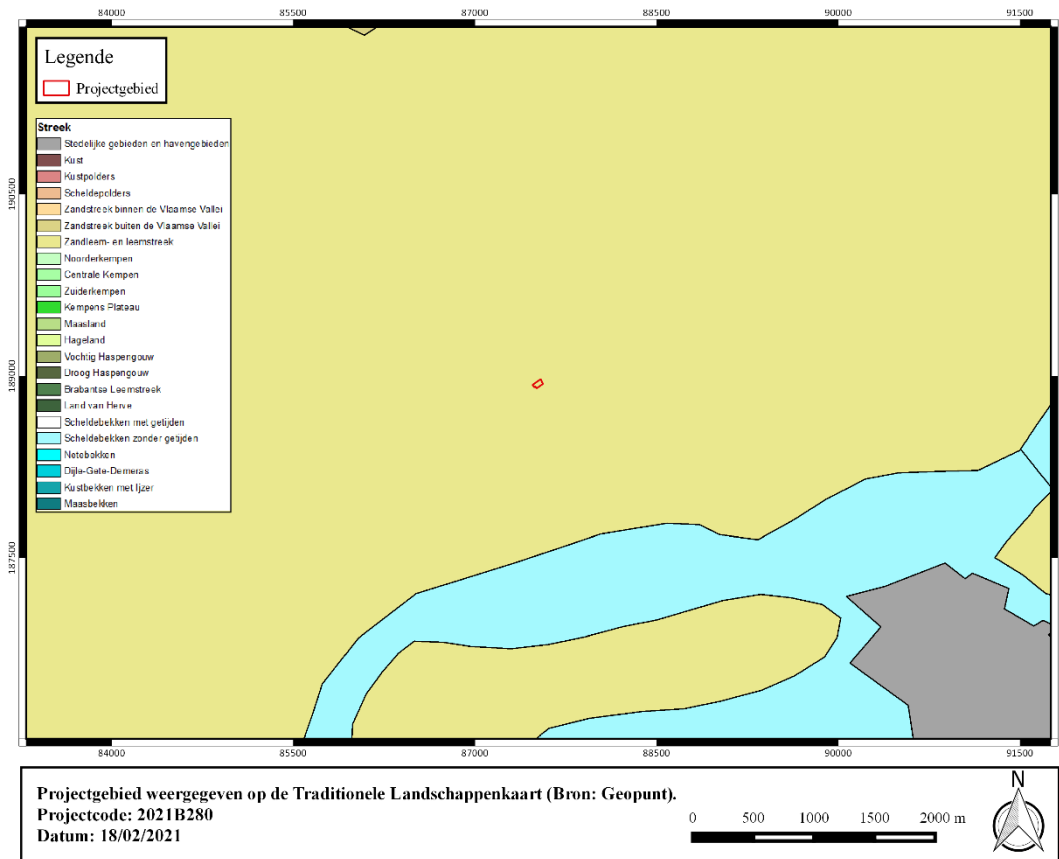 84000 85500 87000 88500 90000 91500
Legende
Projectgebied
Streek
Stedelijke gebieden en havengebieden
Kust
Kustpolders
Scheldepolders
Zandstreek binnen de Vlaamse Vallei
Zandstreek buiten de Vlaamse Vallei
Zandleem- en leemstreek
Noorderkempen
Centrale Kempen
Zuiderkempen
Kempens Plateau
Maasland
Hageland
Vochtig Haspengouw
Droog Haspengouw
Brabantse Leemstreek
Land van Herve
Scheldebekken met getijden
Scheldebekken zonder getijden
Netebekken
Dijle-Gete-Demeras
Kustbekken met Ijzer
Maasbekken
190500
189000
187500
190500
189000
187500
84000 85500 87000 88500 90000 91500
Projectgebied weergegeven op de Traditionele Landschappenkaart (Bron: Geopunt).
Projectcode: 2021B280
Datum: 18/02/2021
0 500 1000 1500 2000 m
N